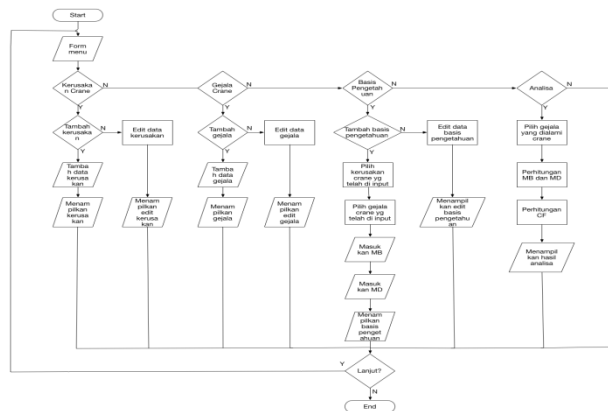 Start
Form
menu
Kerusaka
n Crane
N
Gejala
Crane
N
Basis
Pengetah
uan
N
Analisa
N
Y
Y
Y
Y
Tambah
kerusaka
n
N
Edit data
kerusakan
Tambah
gejala
N
Edit data
gejala
Tambah basis
pengetahuan
N
Edit data
basis
pengetahuan
Pilih gejala
yang dialami
crane
Y
Y
Y
Tamba
h data
kerusa
kan
Tamba
h data
gejala
Pilih
kerusakan
crane yg
telah di input
Perhitungan
MB dan MD
Menam
pilkan
kerusa
kan
Menam
pilkan
edit
kerusa
kan
Menam
pilkan
gejala
Menam
pilkan
edit
gejala
Pilih gejala
crane yg
telah di input
Menampil
kan edit
basis
pengetahu
an
Perhitungan
CF
Masuk
kan MB
Menampil
kan hasil
analisa
Masuk
kan MD
Menam
pilkan
basis
penget
ahuan
Y
Lanjut?
N
End